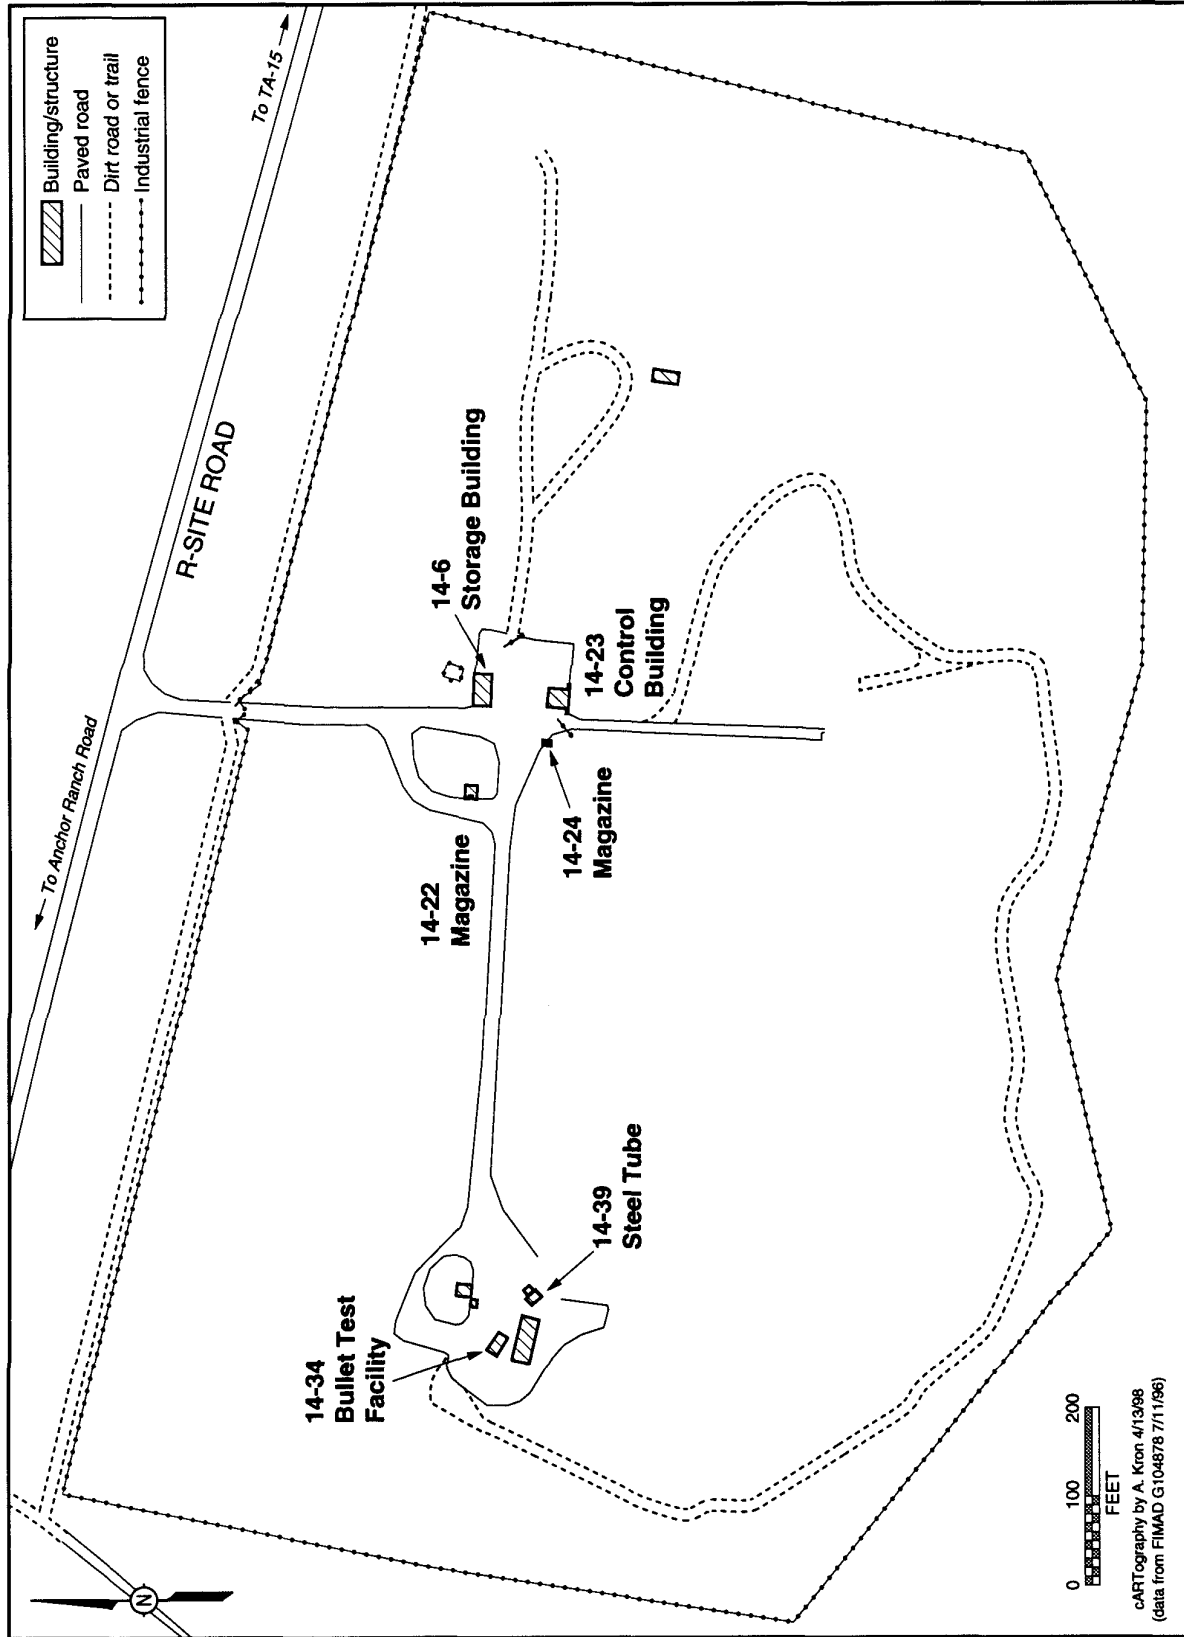 Building/structure
Paved road
Dirt road or trail
Industrial fence
To TA-15
R-SITE ROAD
To Anchor Ranch Road
14-6
Storage Building
14-23
Control
Building
14-24
Magazine
14-22
Magazine
14-39
Steel Tube
14-34
Bullet Test
Facility
N
0 100 200
FEET
cARTography by A. Kron 4/13/98
(data from FIMAD G104878 7/11/96)